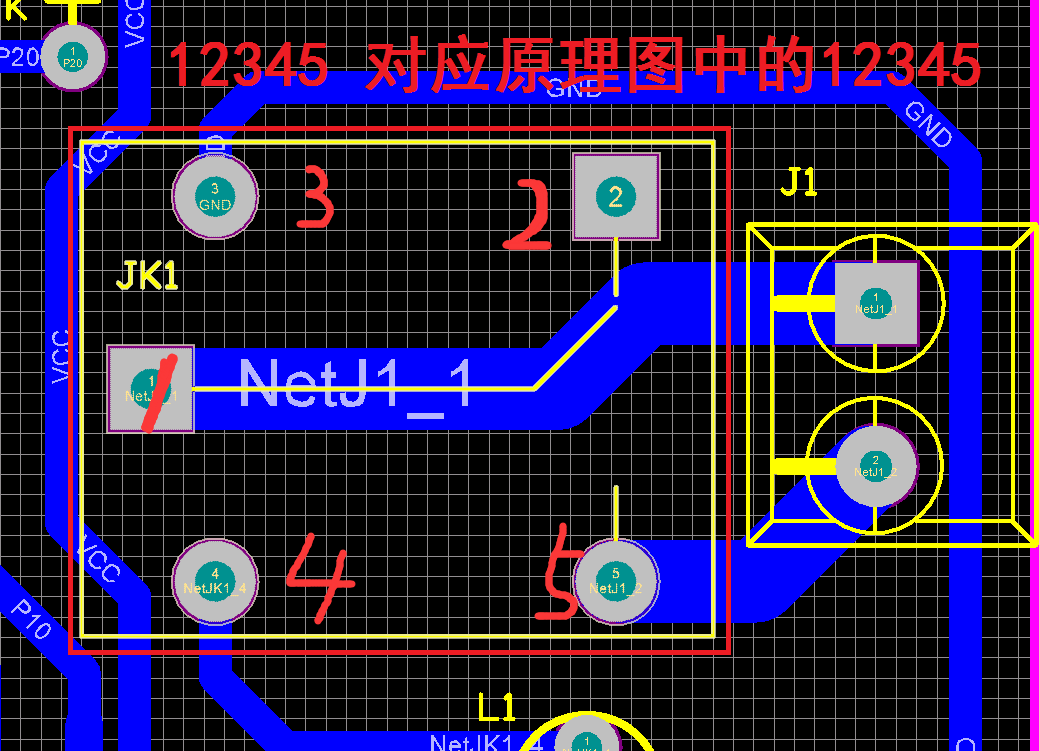 K
VCC
1
P20
P20
12345 对应原理图中的12345
GND
GND
VCC
3
GND
3
2
2
J1
JK1
1
NetJ1_1
VCC
1
1
NetJ1_1
2
NetJ1_2
VCC
4
NetJK1_4
4
5
5
NetJ1_2
P10
L1
1
NetJK1_4